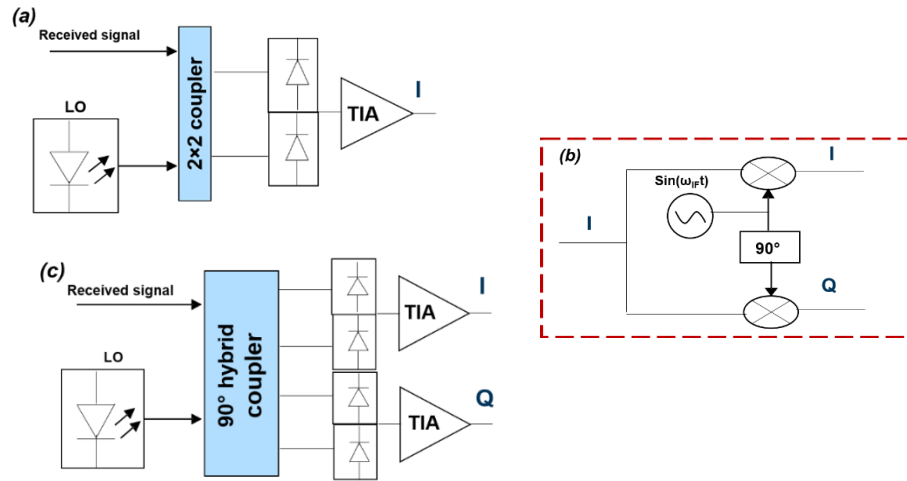 (a)
Received signal
LO
2×2 coupler
TIA
I
(b)
I
Sin(ωIFt)
90°
I
Q
(c)
Received signal
LO
90° hybrid
coupler
TIA
I
TIA
Q